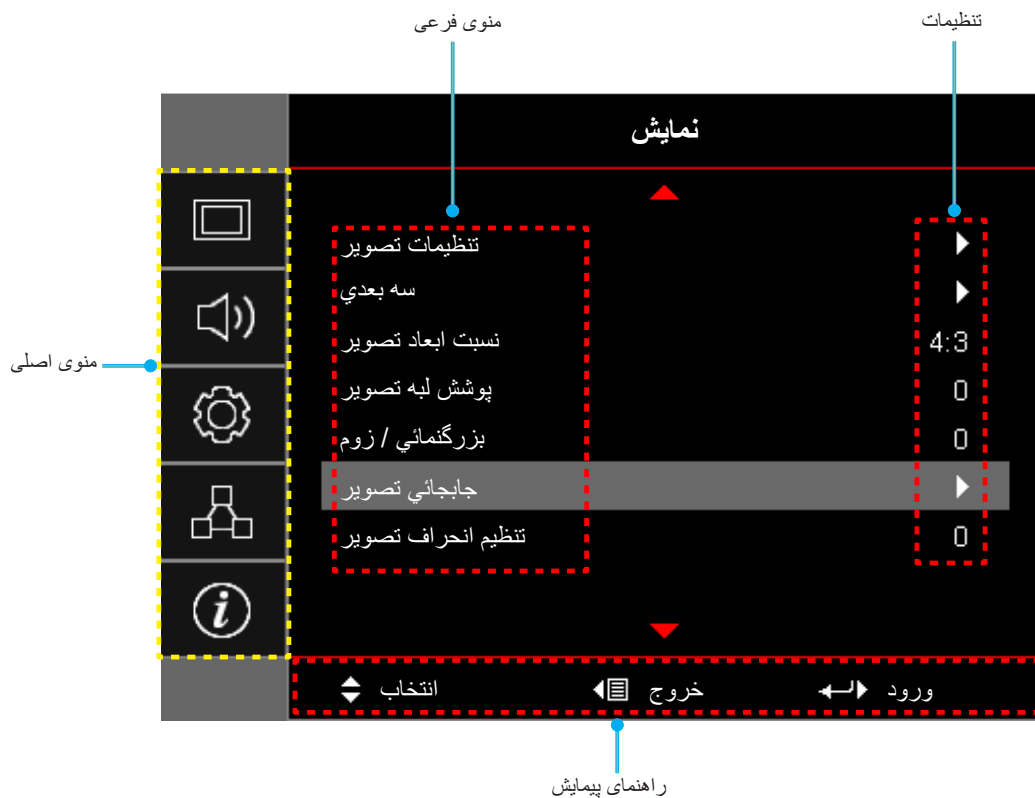 منوی فرعی
تنظیمات
نمایش
تنظیمات تصویر
سه بعدي
نسبت ابعاد تصویر
4:3
پوشش لبه تصویر
0
بزرگنمائي / زوم
0
جابجائي تصویر
تنظیم انحراف تصویر
0
منوی اصلی
انتخاب
خروج
ورود
راهنمای پیمایش